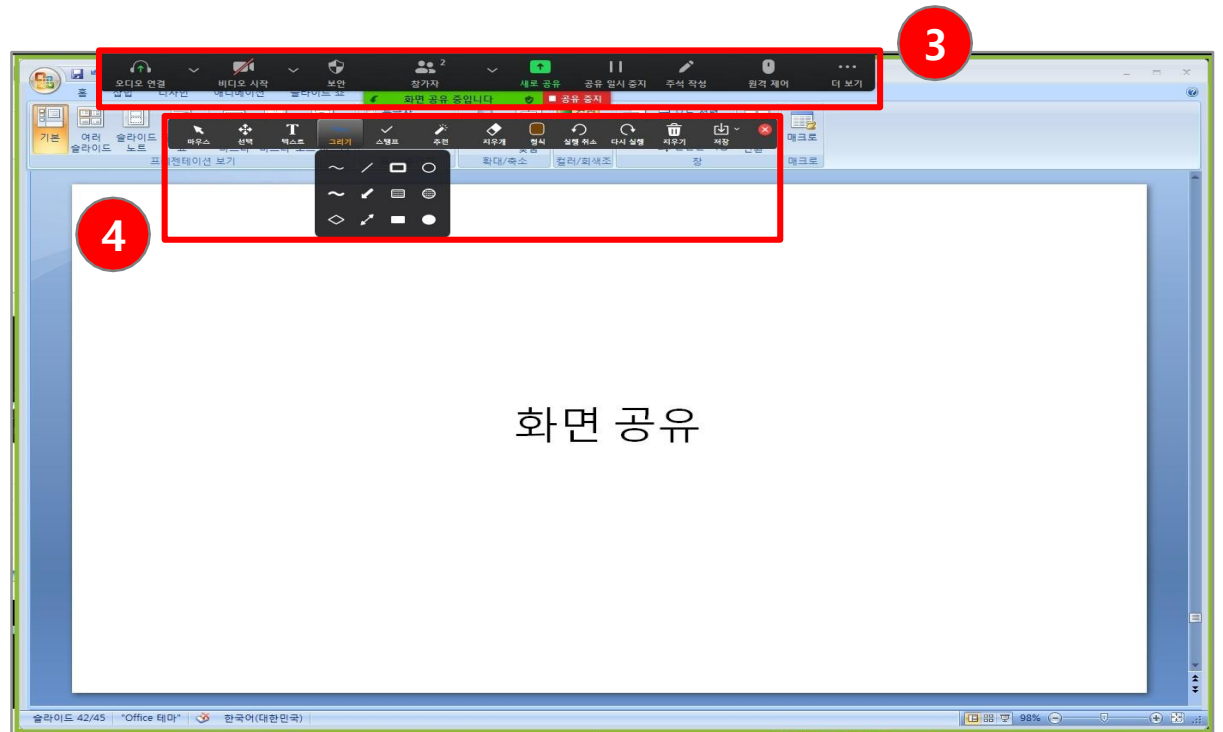 3
오디오 연결 비디오 시작 보안 참가자 2 새로 공유 공유 일시 중지 주석 작성 원격 제어 더 보기
홈 삽입 디자인 애니메이션 슬라이드 쇼
화면 공유 중입니다 공유 중지
기본 여러 슬라이드 매크로
슬라이드 노트
마우스 선택 텍스트 그리기 스탬프 추천 지우개 형식 실행 취소 다시 실행 지우기 저장
프레젠테이션 보기 확대/축소 컬러/회색조 창 매크로
4
화면 공유
슬라이드 42/45 "Office 테마" 한국어(대한민국) 98%